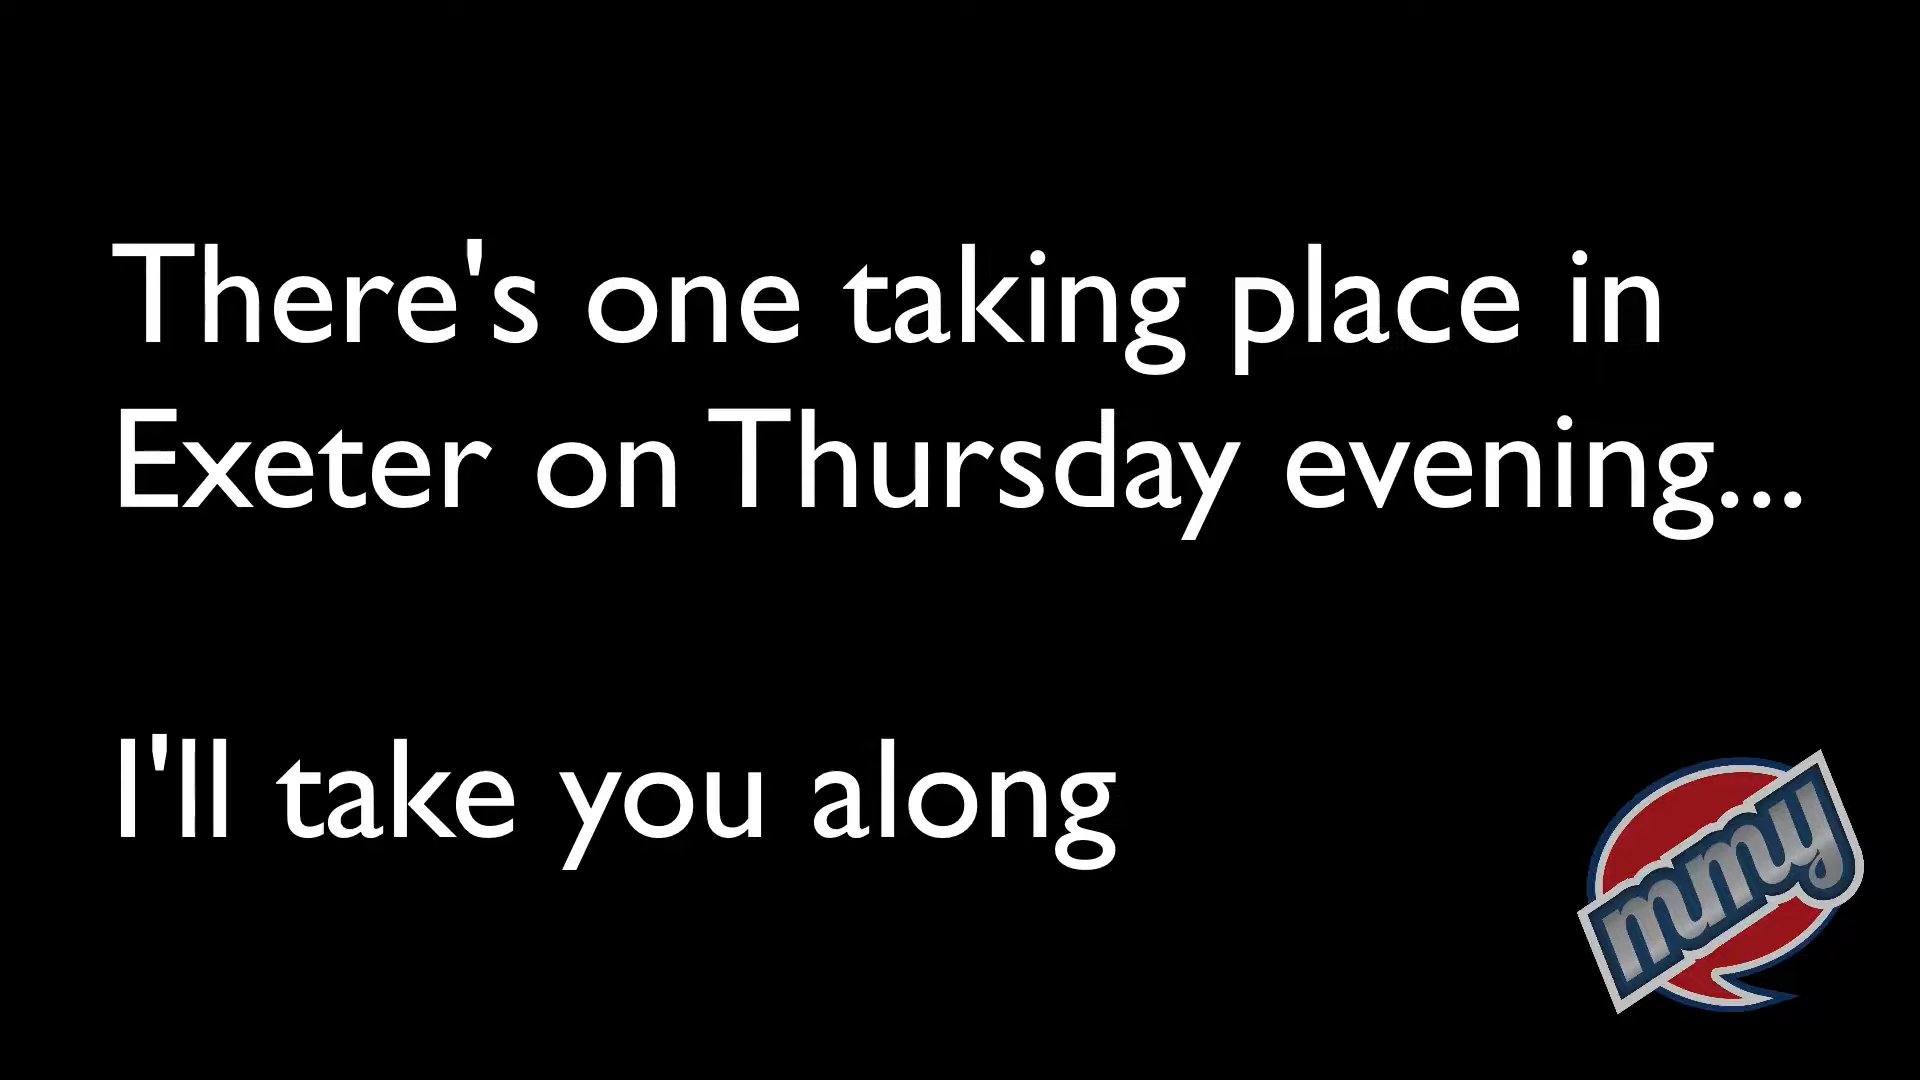 There's one taking place in
Exeter on Thursday evening...
I'll take you along
mmy